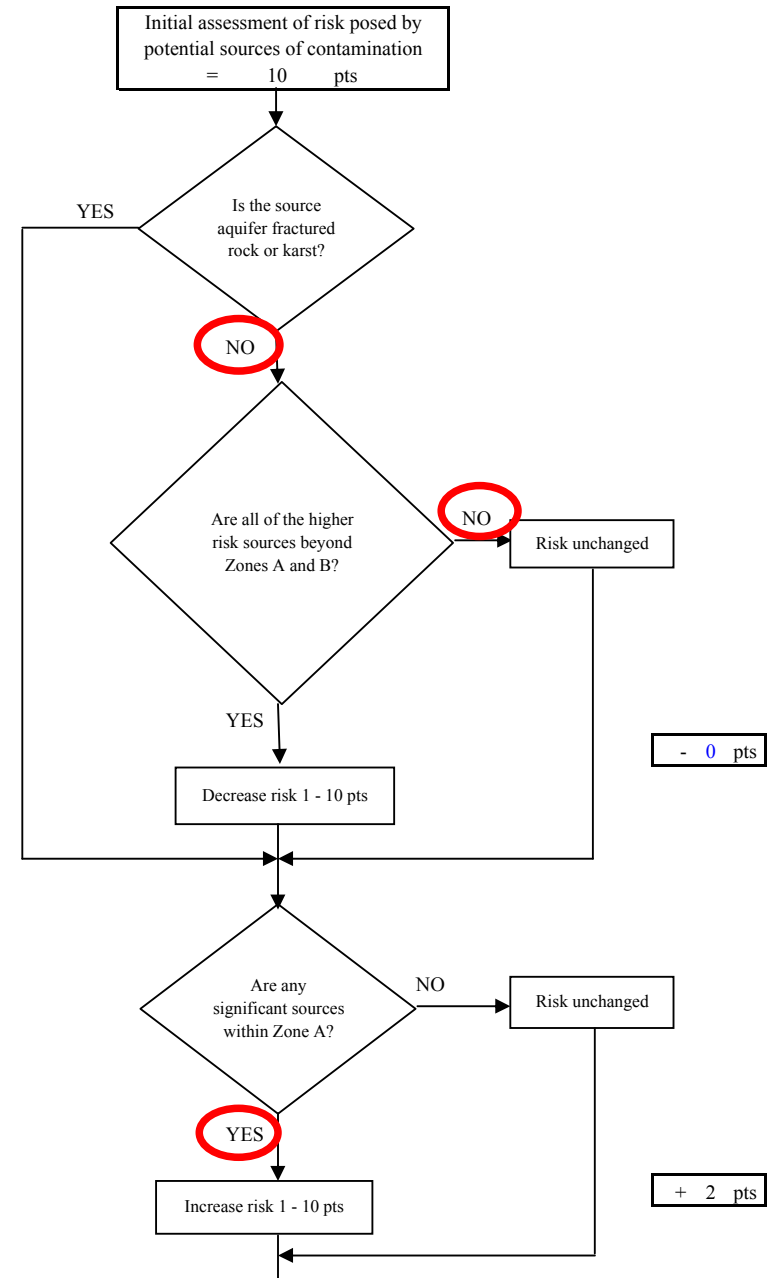 Initial assessment of risk posed by
potential sources of contamination
= 10 pts
YES
Is the source
aquifer fractured
rock or karst?
NO
Are all of the higher
risk sources beyond
Zones A and B?
NO
Risk unchanged
YES
- 0 pts
Decrease risk 1 - 10 pts
Are any
significant sources
within Zone A?
NO
Risk unchanged
YES
+ 2 pts
Increase risk 1 - 10 pts